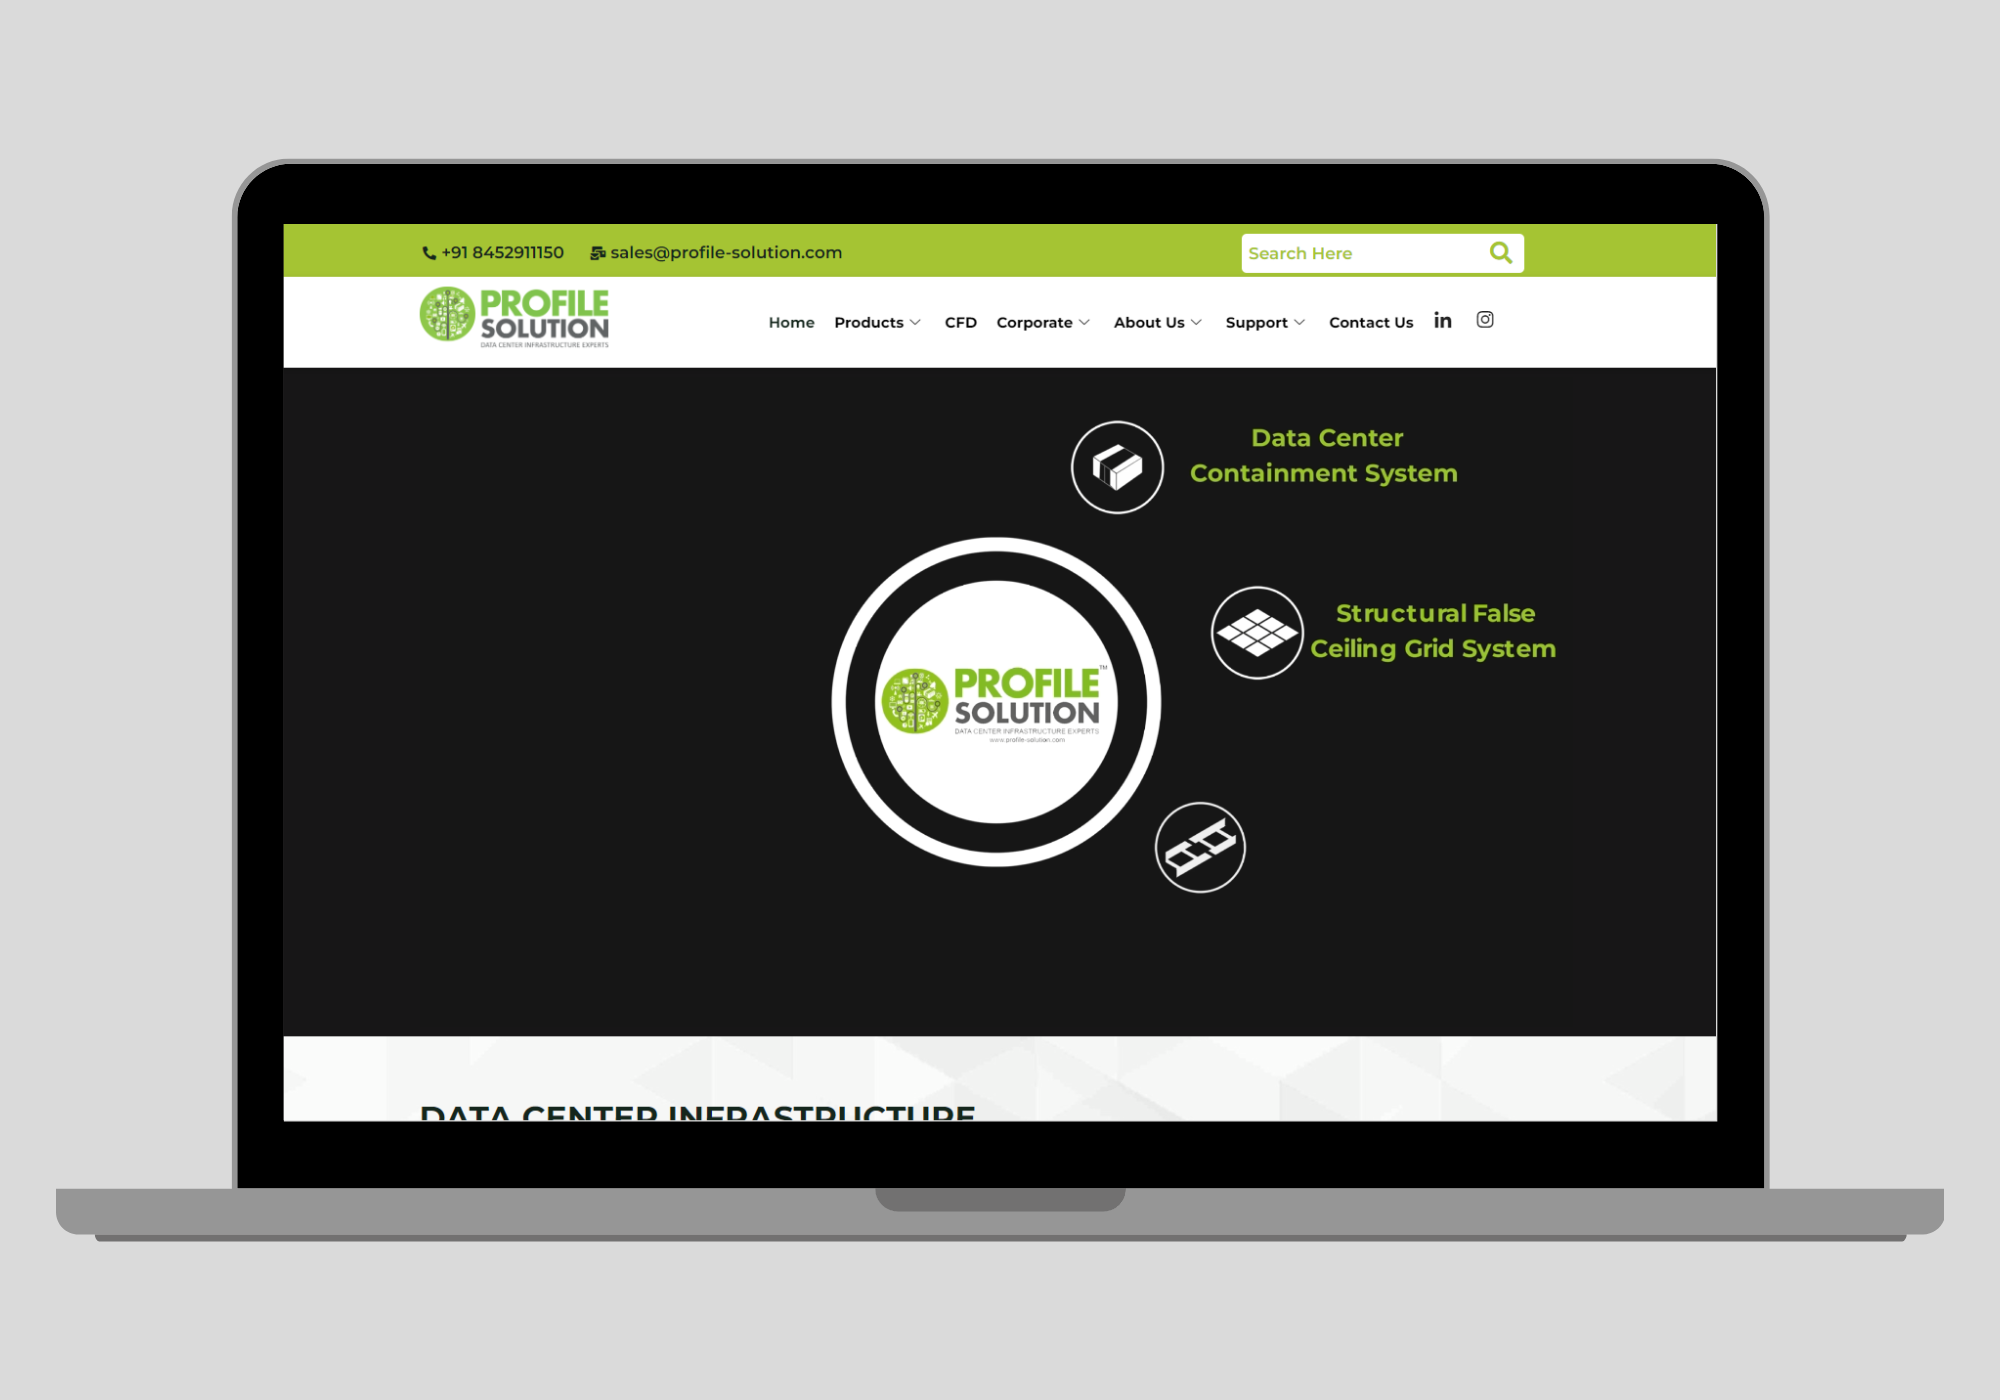 +91 8452911150 sales@profile-solution.com Search Here
PROFILE
SOLUTION
DATA CENTER INFRASTRUCTURE EXPERTS
Home Products CFD Corporate About Us Support Contact Us in
Data Center
Containment System
Structural False
Ceiling Grid System
PROFILE™
SOLUTION
DATA CENTER INFRASTRUCTURE EXPERTS
www.profile-solution.com
DATA CENTER INFRASTRUCTURE